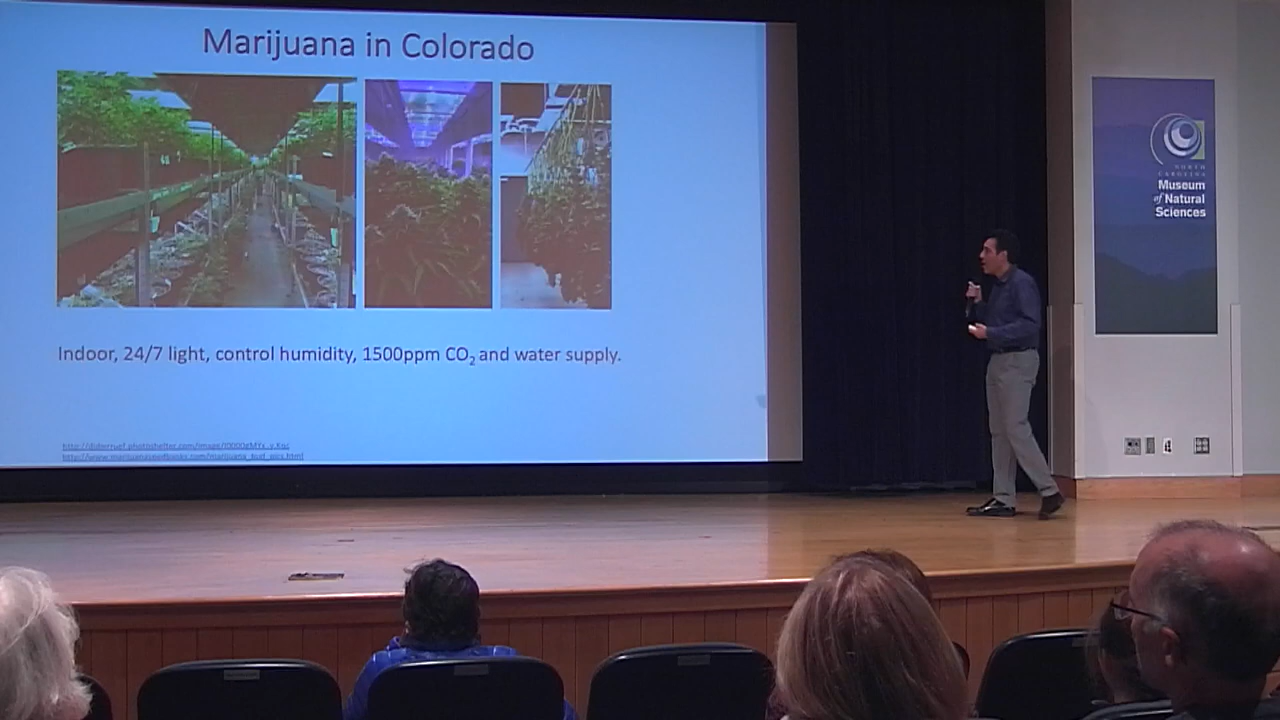 Marijuana in Colorado
Indoor, 24/7 light, control humidity, 1500ppm CO₂ and water supply.
NORTH
CAROLINA
Museum
of Natural
Sciences